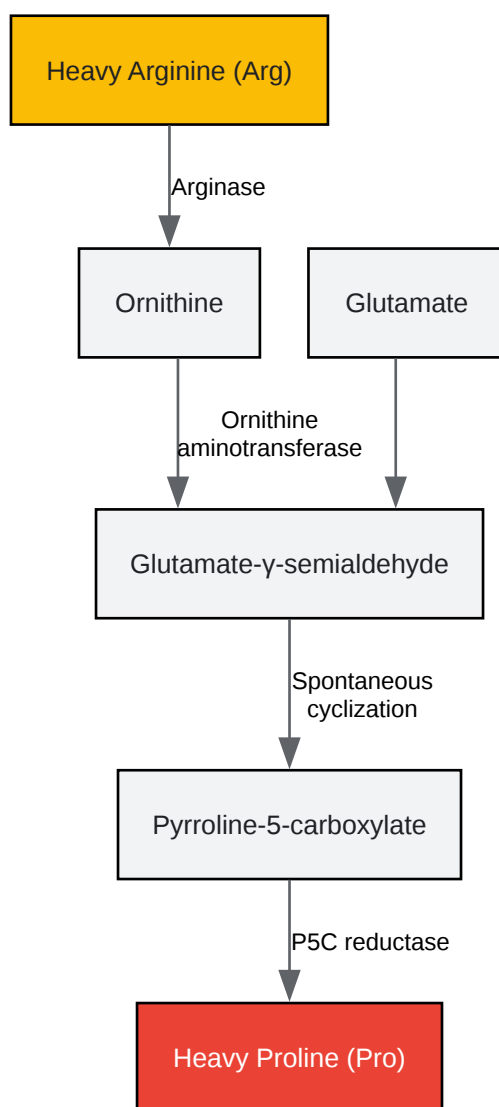 Heavy Arginine (Arg)
Arginase
Ornithine
Glutamate
Ornithine
aminotransferase
Glutamate-γ-semialdehyde
Spontaneous
cyclization
Pyrroline-5-carboxylate
P5C reductase
Heavy Proline (Pro)